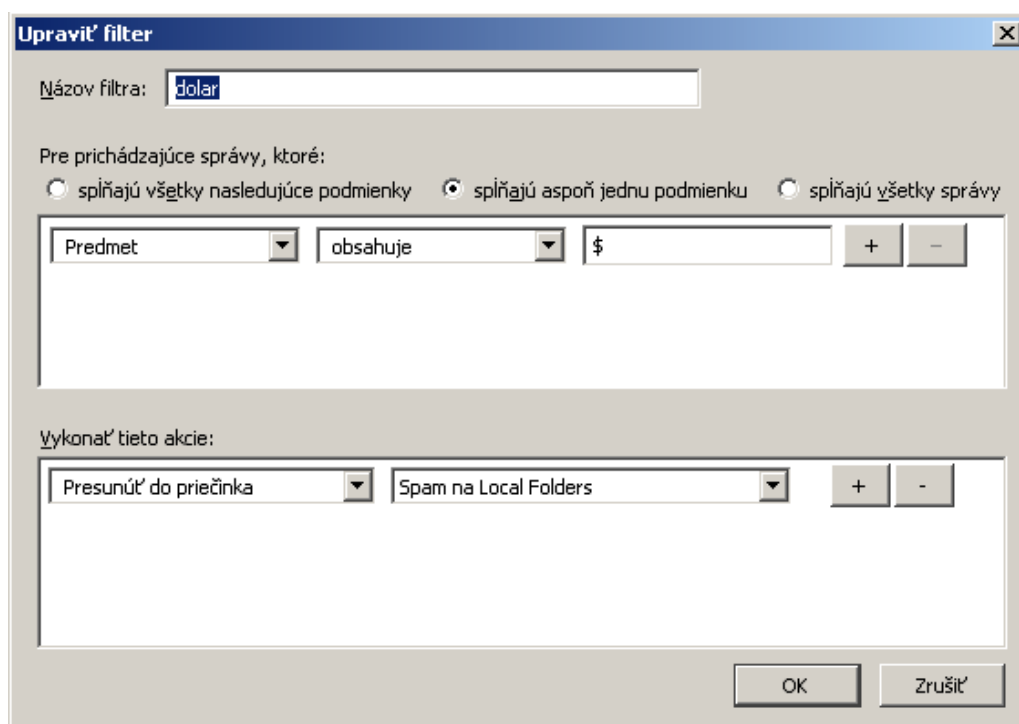 Upraviť filter
Názov filtra: dolar
Pre prichádzajúce správy, ktoré:
spĺňajú všetky nasledujúce podmienky spĺňajú aspoň jednu podmienku spĺňajú všetky správy
Predmet obsahuje $ + −
Vykonať tieto akcie:
Presunúť do priečinka Spam na Local Folders + -
OK Zrušiť